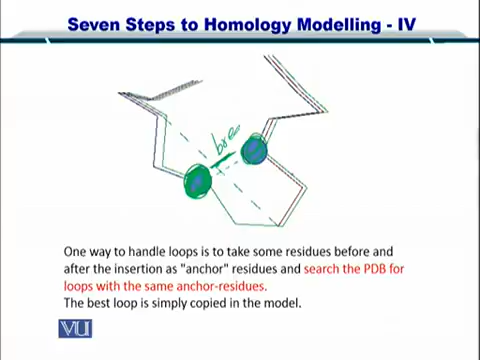 Seven Steps to Homology Modelling - IV
One way to handle loops is to take some residues before and
after the insertion as "anchor" residues and search the PDB for
loops with the same anchor-residues.
The best loop is simply copied in the model.
VU